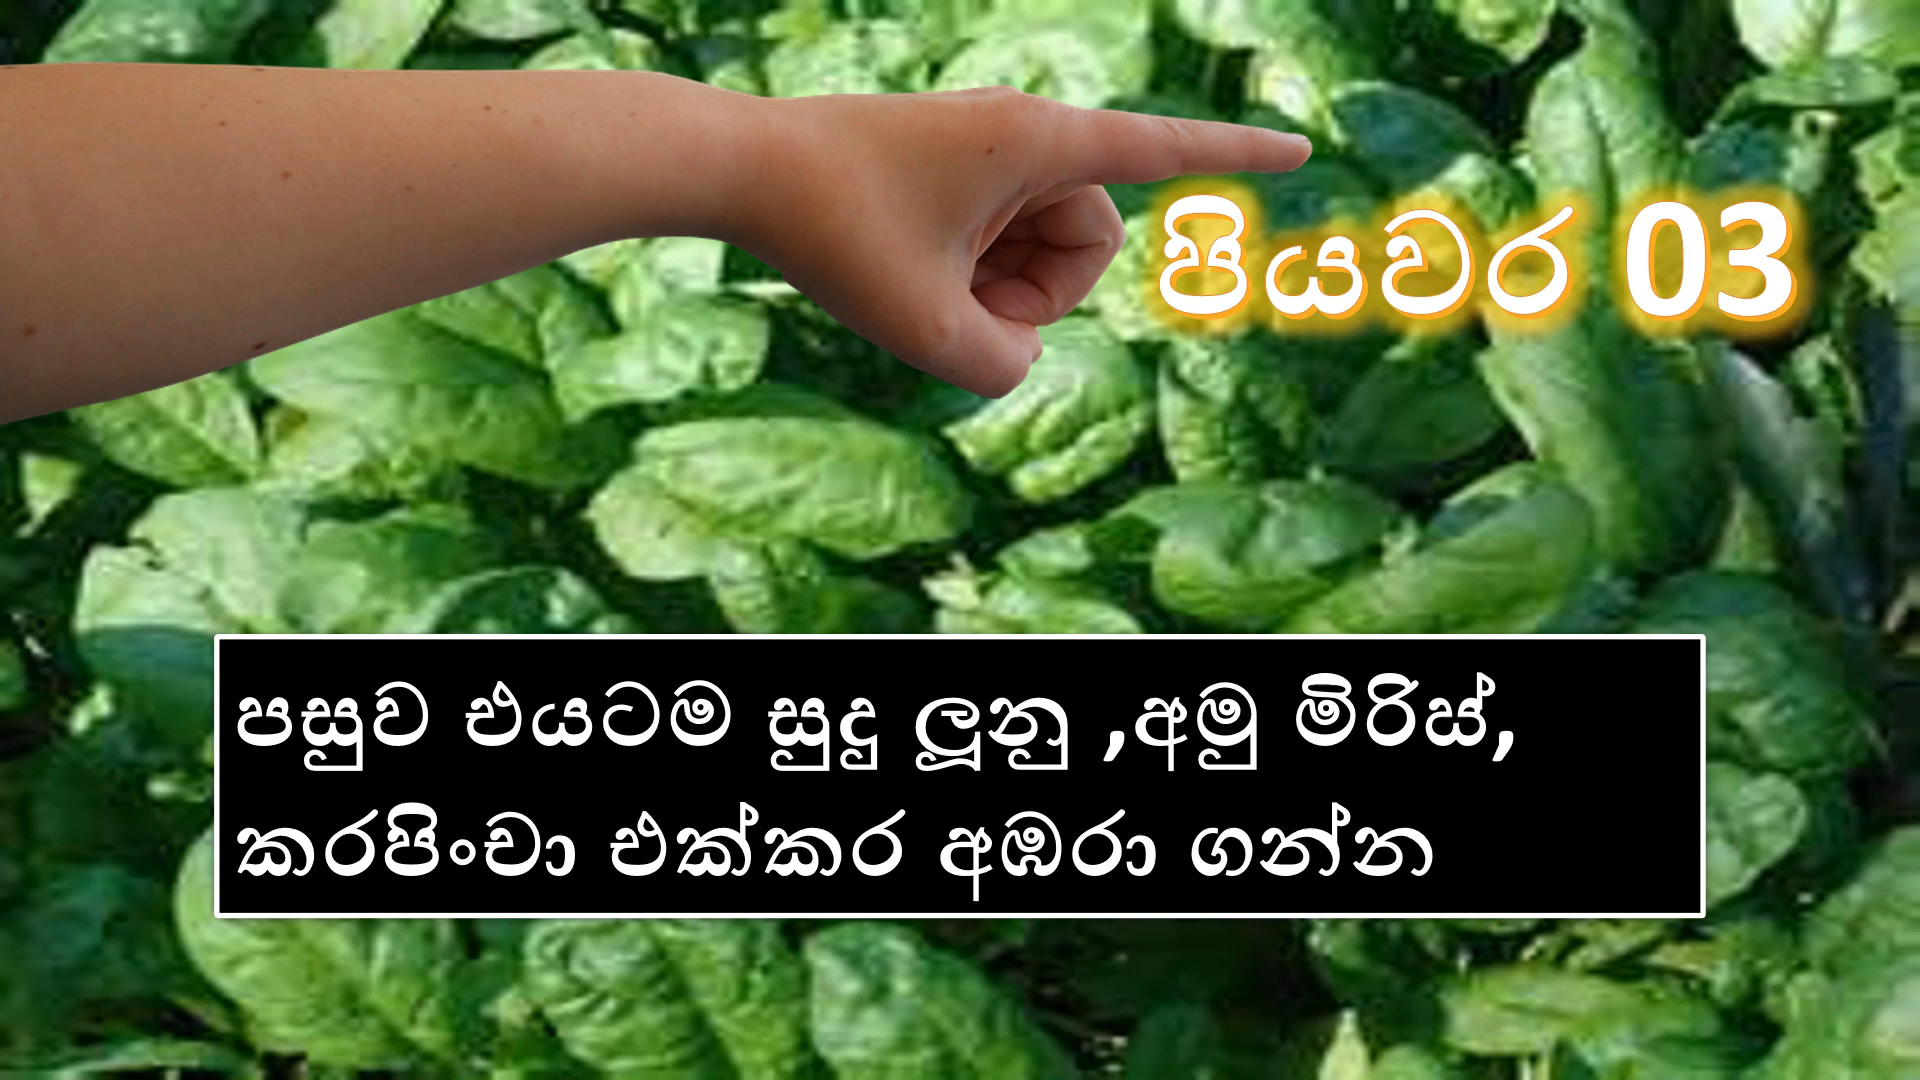 පියවර 03
පසුව එයටම සුදු ලූනු ,අමු මිරිස්,
කරපිංචා එක්කර අඹරා ගන්න